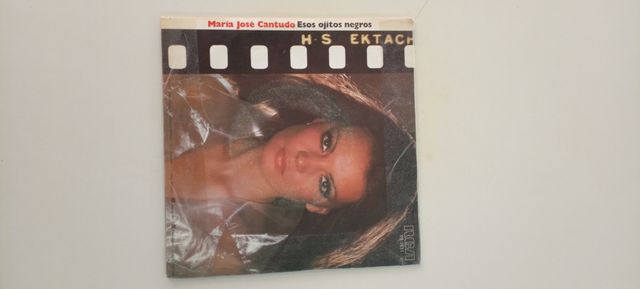 María José Cantudo Esos ojitos negros
H·S EKTACH
RCA